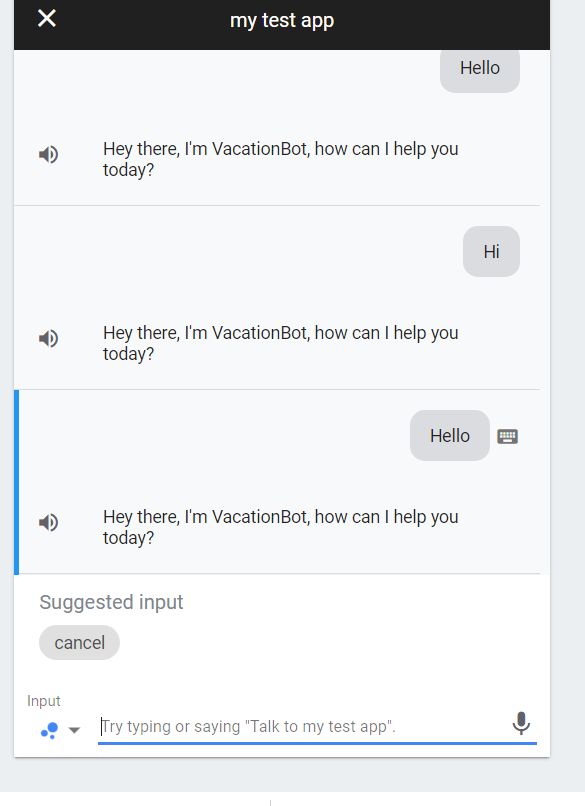 my test app
Hello
Hey there, I'm VacationBot, how can I help you
today?
Hi
Hey there, I'm VacationBot, how can I help you
today?
Hello
Hey there, I'm VacationBot, how can I help you
today?
Suggested input
cancel
Input
Try typing or saying "Talk to my test app".